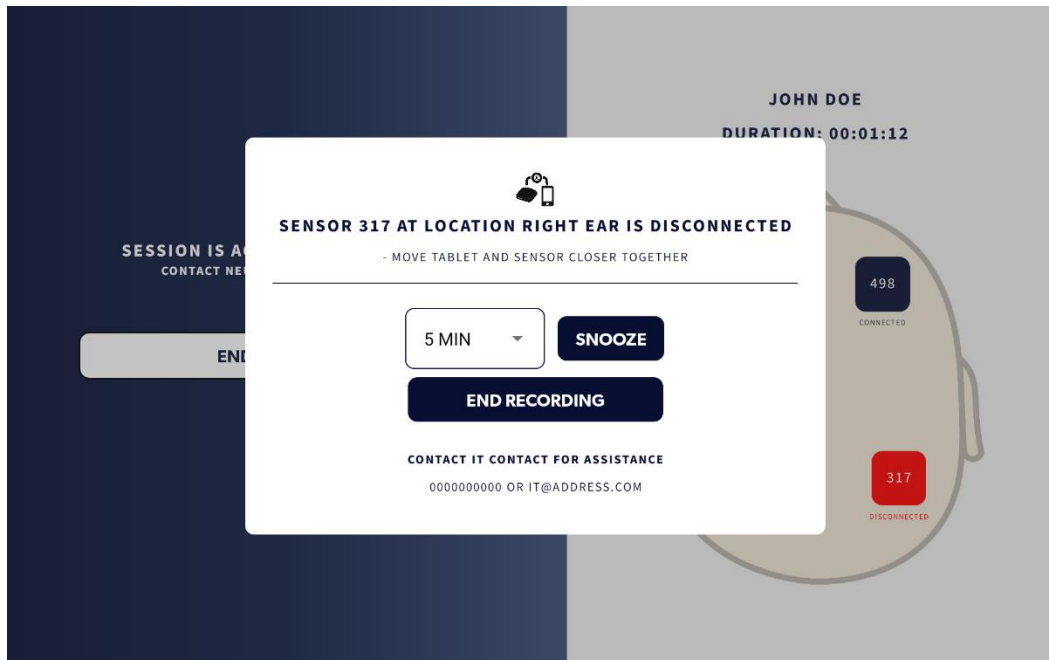 JOHN DOE
DURATION: 00:01:12
SENSOR 317 AT LOCATION RIGHT EAR IS DISCONNECTED
- MOVE TABLET AND SENSOR CLOSER TOGETHER
SESSION IS
CONTACT
498
CONNECTED
5 MIN
SNOOZE
END RECORDING
CONTACT IT CONTACT FOR ASSISTANCE
0000000000 OR IT@ADDRESS.COM
317
DISCONNECTED